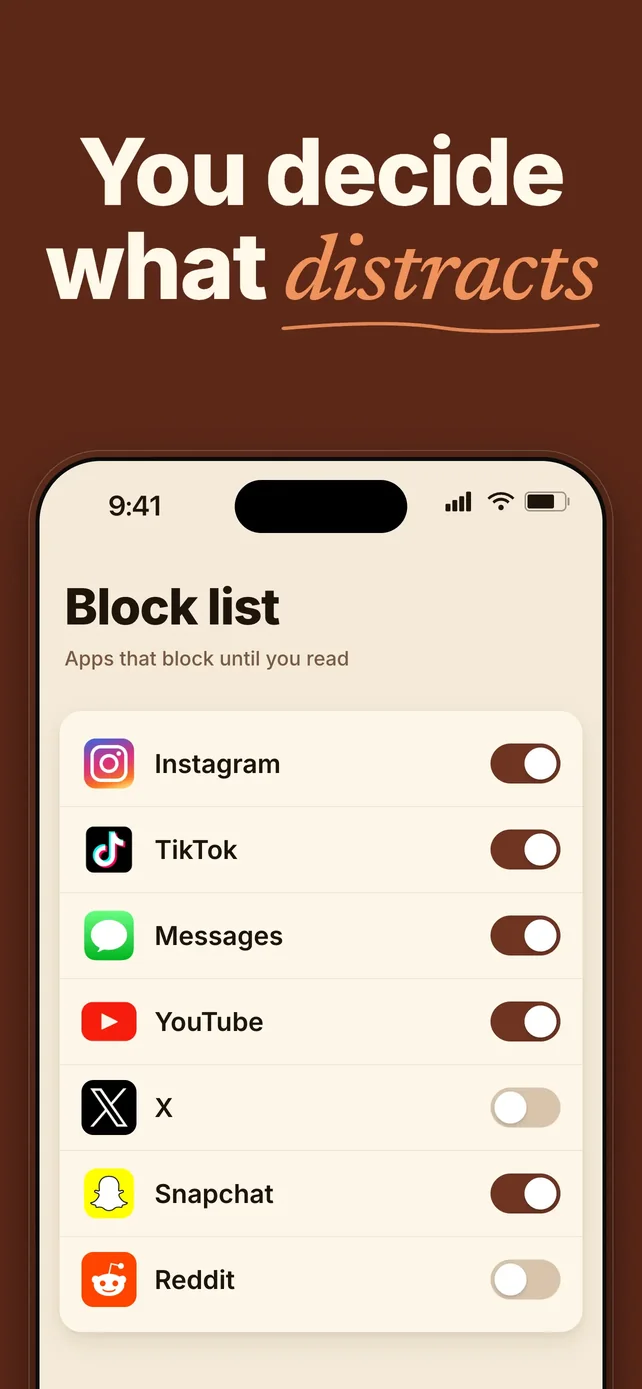 You decide
what distracts
9:41
Block list
Apps that block until you read
Instagram
TikTok
Messages
YouTube
X
Snapchat
Reddit